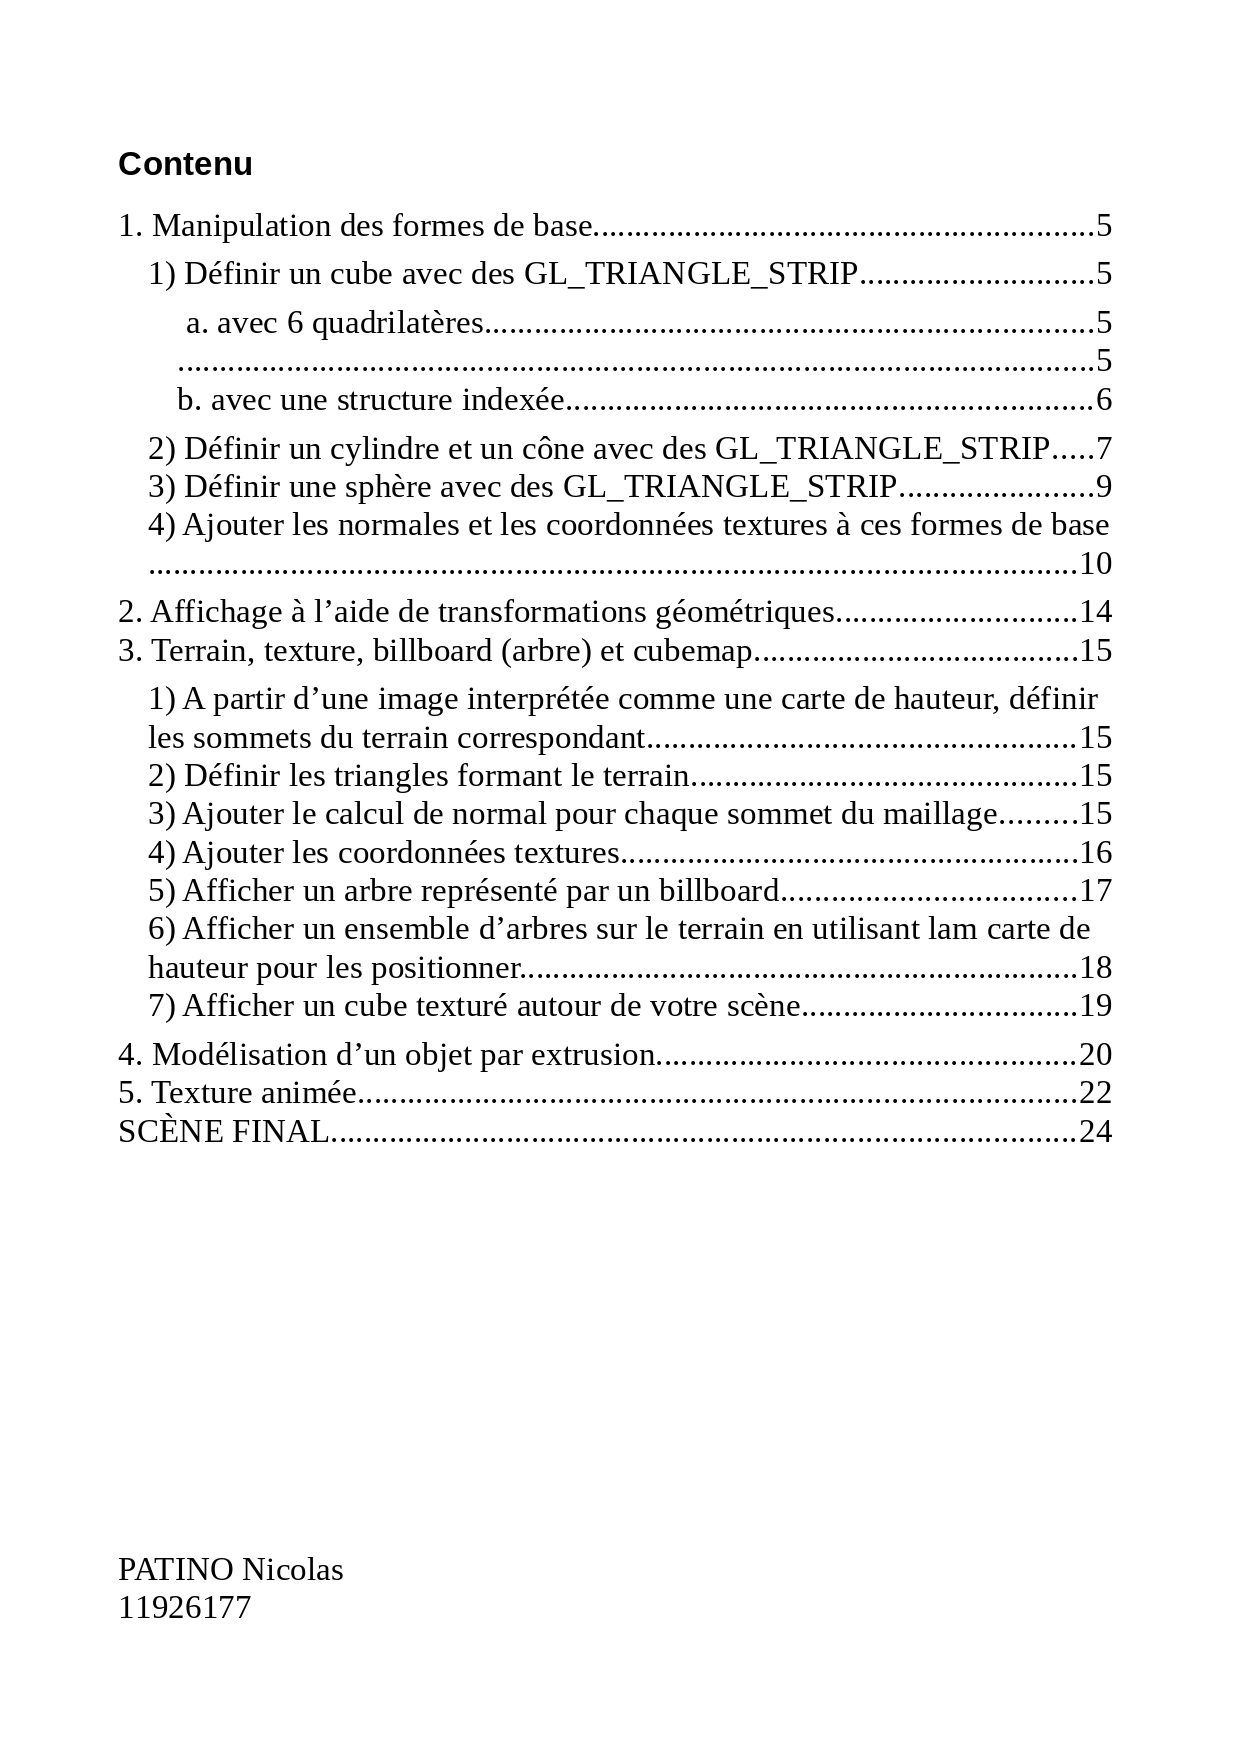 Contenu
1. Manipulation des formes de base............................................................5
1) Définir un cube avec des GL_TRIANGLE_STRIP............................5
a. avec 6 quadrilatères.........................................................................5
..............................................................................................................5
b. avec une structure indexée...............................................................6
2) Définir un cylindre et un cône avec des GL_TRIANGLE_STRIP.....7
3) Définir une sphère avec des GL_TRIANGLE_STRIP.......................9
4) Ajouter les normales et les coordonnées textures à ces formes de base
...............................................................................................................10
2. Affichage à l’aide de transformations géométriques.............................14
3. Terrain, texture, billboard (arbre) et cubemap.......................................15
1) A partir d’une image interprétée comme une carte de hauteur, définir
les sommets du terrain correspondant....................................................15
2) Définir les triangles formant le terrain..............................................15
3) Ajouter le calcul de normal pour chaque sommet du maillage.........15
4) Ajouter les coordonnées textures.......................................................16
5) Afficher un arbre représenté par un billboard....................................17
6) Afficher un ensemble d’arbres sur le terrain en utilisant lam carte de
hauteur pour les positionner...................................................................18
7) Afficher un cube texturé autour de votre scène.................................19
4. Modélisation d’un objet par extrusion...................................................20
5. Texture animée.......................................................................................22
SCÈNE FINAL.........................................................................................24
PATINO Nicolas
11926177